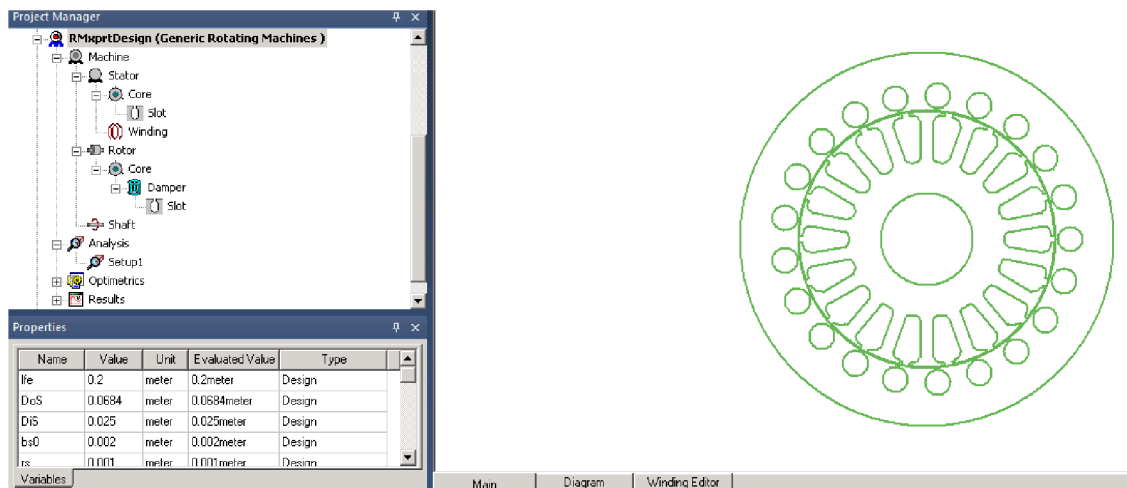 Project Manager
RMxprtDesign (Generic Rotating Machines )
Machine
Stator
Core
Slot
Winding
Rotor
Core
Damper
Slot
Shaft
Analysis
Setup1
Optimetrics
Results
Properties
Name Value Unit Evaluated Value Type
lfe 0.2 meter 0.2meter Design
DoS 0.0684 meter 0.0684meter Design
DiS 0.025 meter 0.025meter Design
bs0 0.002 meter 0.002meter Design
rs 0.001 meter 0.001meter Design
Variables
Main Diagram Winding Editor